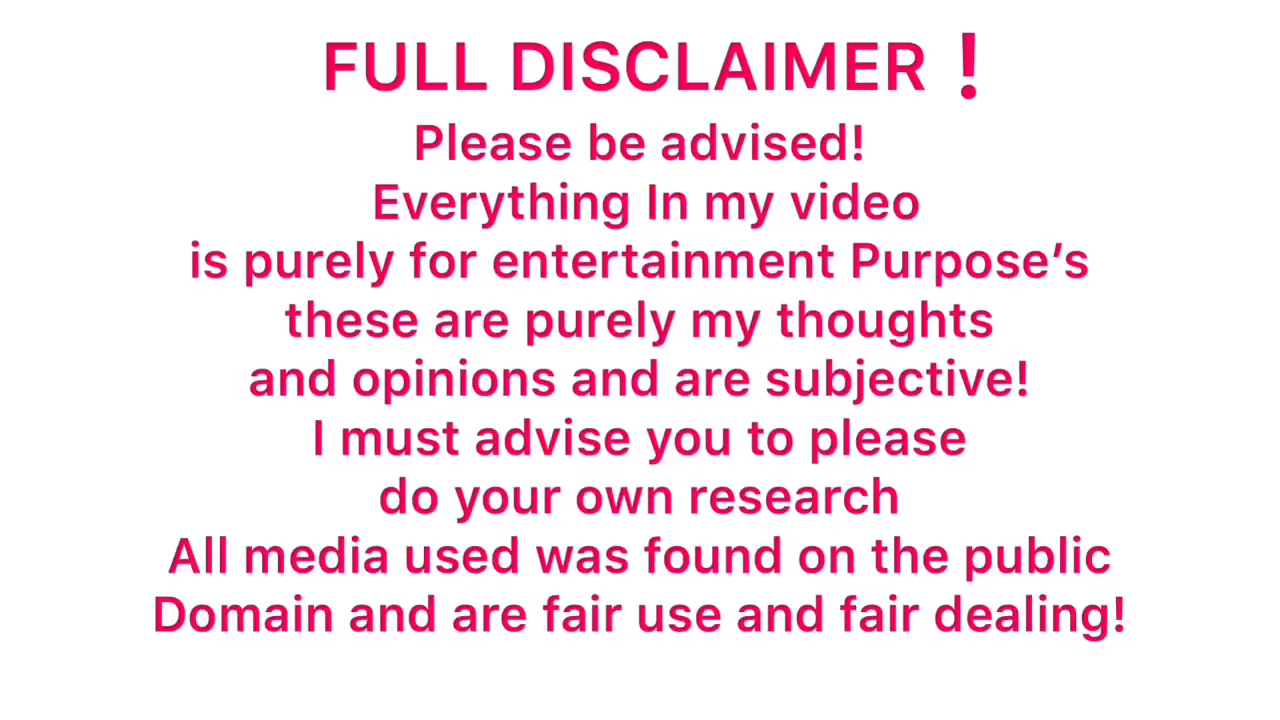 FULL DISCLAIMER❗
Please be advised!
Everything In my video
is purely for entertainment Purpose’s
these are purely my thoughts
and opinions and are subjective!
I must advise you to please
do your own research
All media used was found on the public
Domain and are fair use and fair dealing!